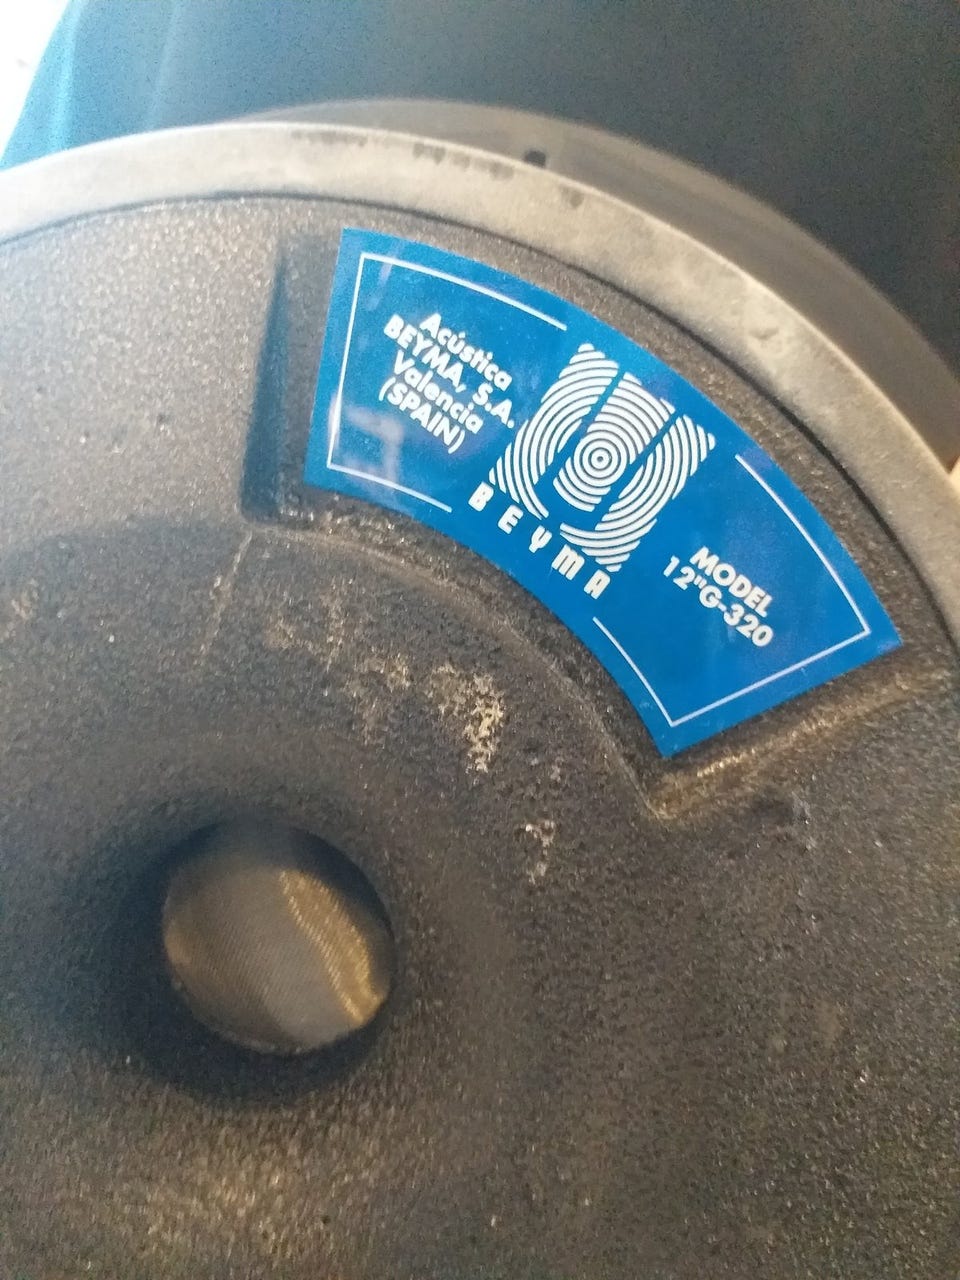 Acústica
BEYMA, S.A.
Valencia
(SPAIN)
BEYMA
MODEL
12"G-320